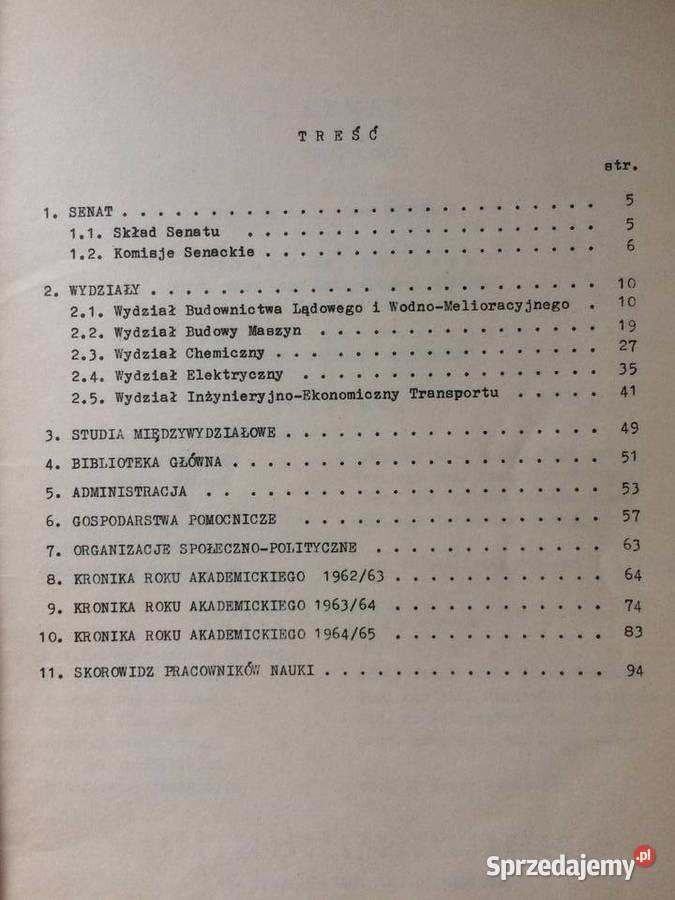 TREŚĆ
str.
1. SENAT . . . . . . . . . . . . . . . . . . . . . . . . . . 5
1.1. Skład Senatu . . . . . . . . . . . . . . . . . . . 5
1.2. Komisje Senackie . . . . . . . . . . . . . . . . . . 6
2. WYDZIAŁY . . . . . . . . . . . . . . . . . . . . . . . . 10
2.1. Wydział Budownictwa Lądowego i Wodno-Melioracyjnego . 10
2.2. Wydział Budowy Maszyn . . . . . . . . . . . . . . . 19
2.3. Wydział Chemiczny . . . . . . . . . . . . . . . . . 27
2.4. Wydział Elektryczny . . . . . . . . . . . . . . . . 35
2.5. Wydział Inżynieryjno-Ekonomiczny Transportu . . . . . 41
3. STUDIA MIĘDZYWYDZIAŁOWE . . . . . . . . . . . . . . . . . 49
4. BIBLIOTEKA GŁÓWNA . . . . . . . . . . . . . . . . . . . . 51
5. ADMINISTRACJA . . . . . . . . . . . . . . . . . . . . . 53
6. GOSPODARSTWA POMOCNICZE . . . . . . . . . . . . . . . . 57
7. ORGANIZACJE SPOŁECZNO-POLITYCZNE . . . . . . . . . . . . 63
8. KRONIKA ROKU AKADEMICKIEGO 1962/63 . . . . . . . . . . . 64
9. KRONIKA ROKU AKADEMICKIEGO 1963/64 . . . . . . . . . . . 74
10. KRONIKA ROKU AKADEMICKIEGO 1964/65 . . . . . . . . . . . 83
11. SKOROWIDZ PRACOWNIKÓW NAUKI . . . . . . . . . . . . . . . 94
Sprzedajemy.pl